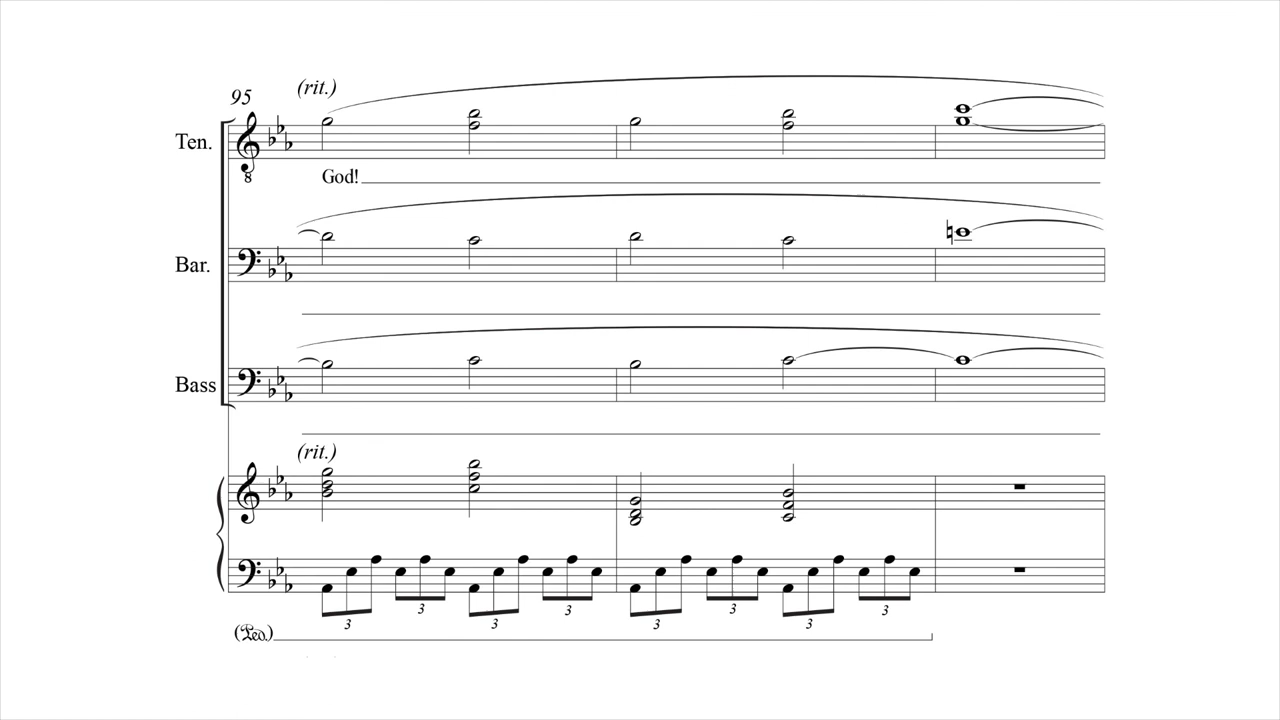 95
(rit.)
Ten.
8
God!
Bar.
Bass
(rit.)
3 3 3 3 3 3 3 3
(Ped.)